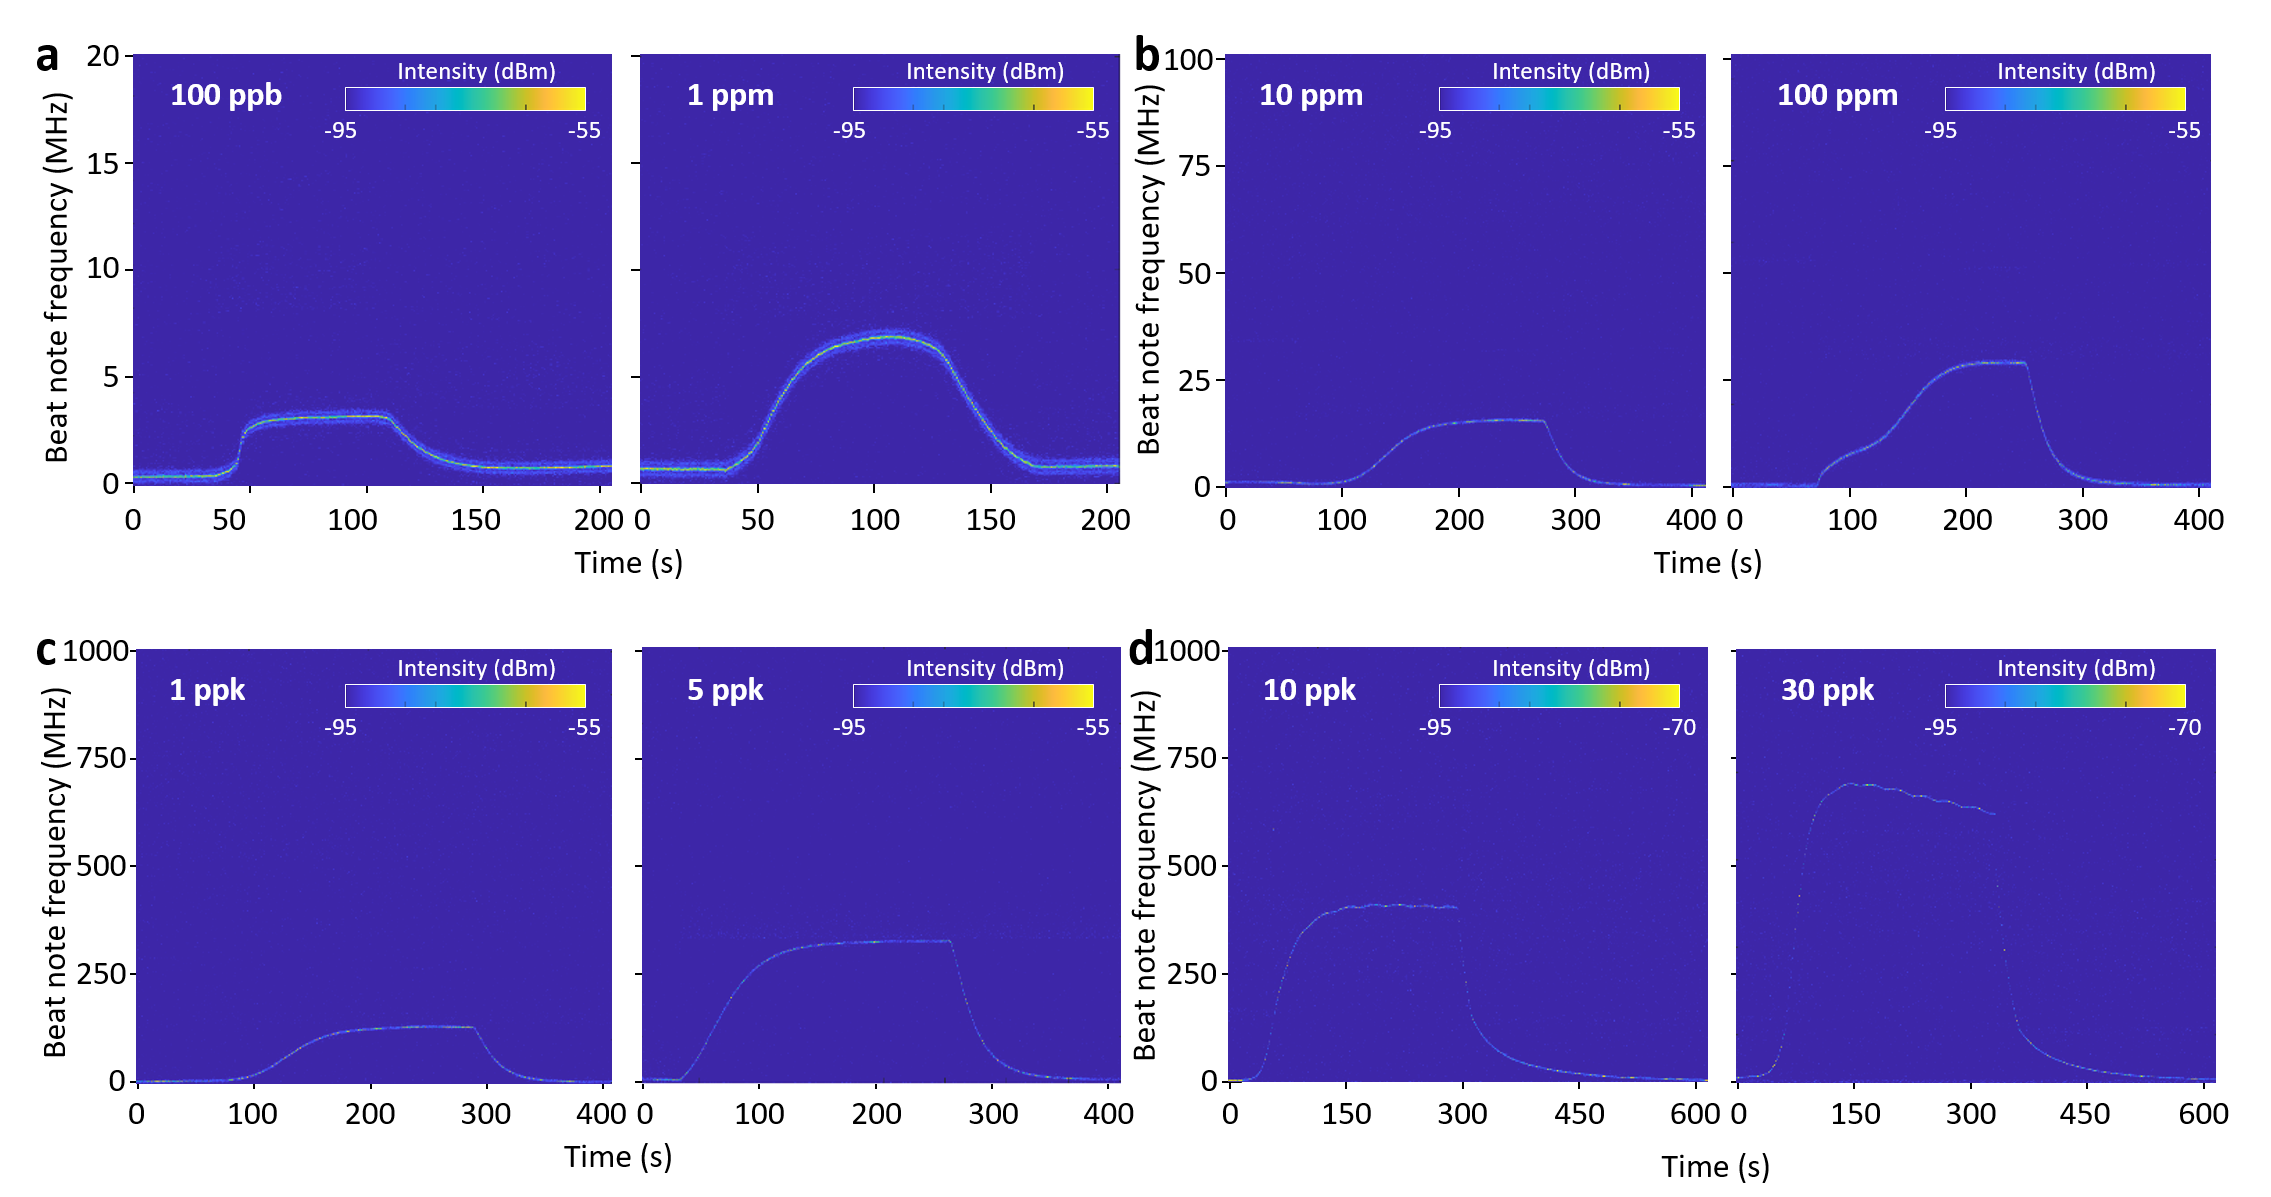 a
20
15
10
5
0
Beat note frequency (MHz)
100 ppb
Intensity (dBm)
-95
-55
0 50 100 150 200
1 ppm
Intensity (dBm)
-95
-55
0 50 100 150 200
Time (s)
b
100
75
50
25
0
Beat note frequency (MHz)
10 ppm
Intensity (dBm)
-95
-55
0 100 200 300 400
100 ppm
Intensity (dBm)
-95
-55
0 100 200 300 400
Time (s)
c
1000
750
500
250
0
Beat note frequency (MHz)
1 ppk
Intensity (dBm)
-95
-55
0 100 200 300 400
5 ppk
Intensity (dBm)
-95
-55
0 100 200 300 400
Time (s)
d
1000
750
500
250
0
Beat note frequency (MHz)
10 ppk
Intensity (dBm)
-95
-70
0 150 300 450 600
30 ppk
Intensity (dBm)
-95
-70
0 150 300 450 600
Time (s)